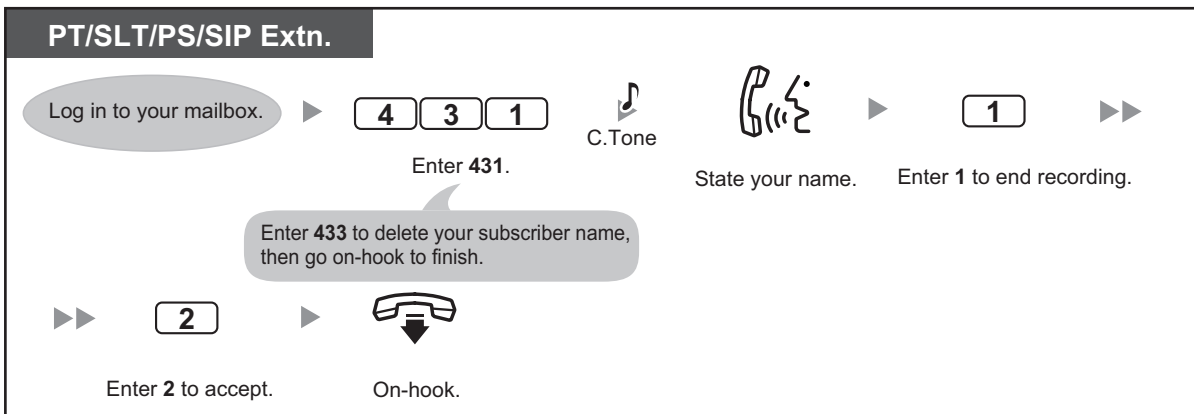 PT/SLT/PS/SIP Extn.
Log in to your mailbox.
4 3 1
Enter 431.
C.Tone
State your name.
1
Enter 1 to end recording.
Enter 433 to delete your subscriber name,
then go on-hook to finish.
2
Enter 2 to accept.
On-hook.